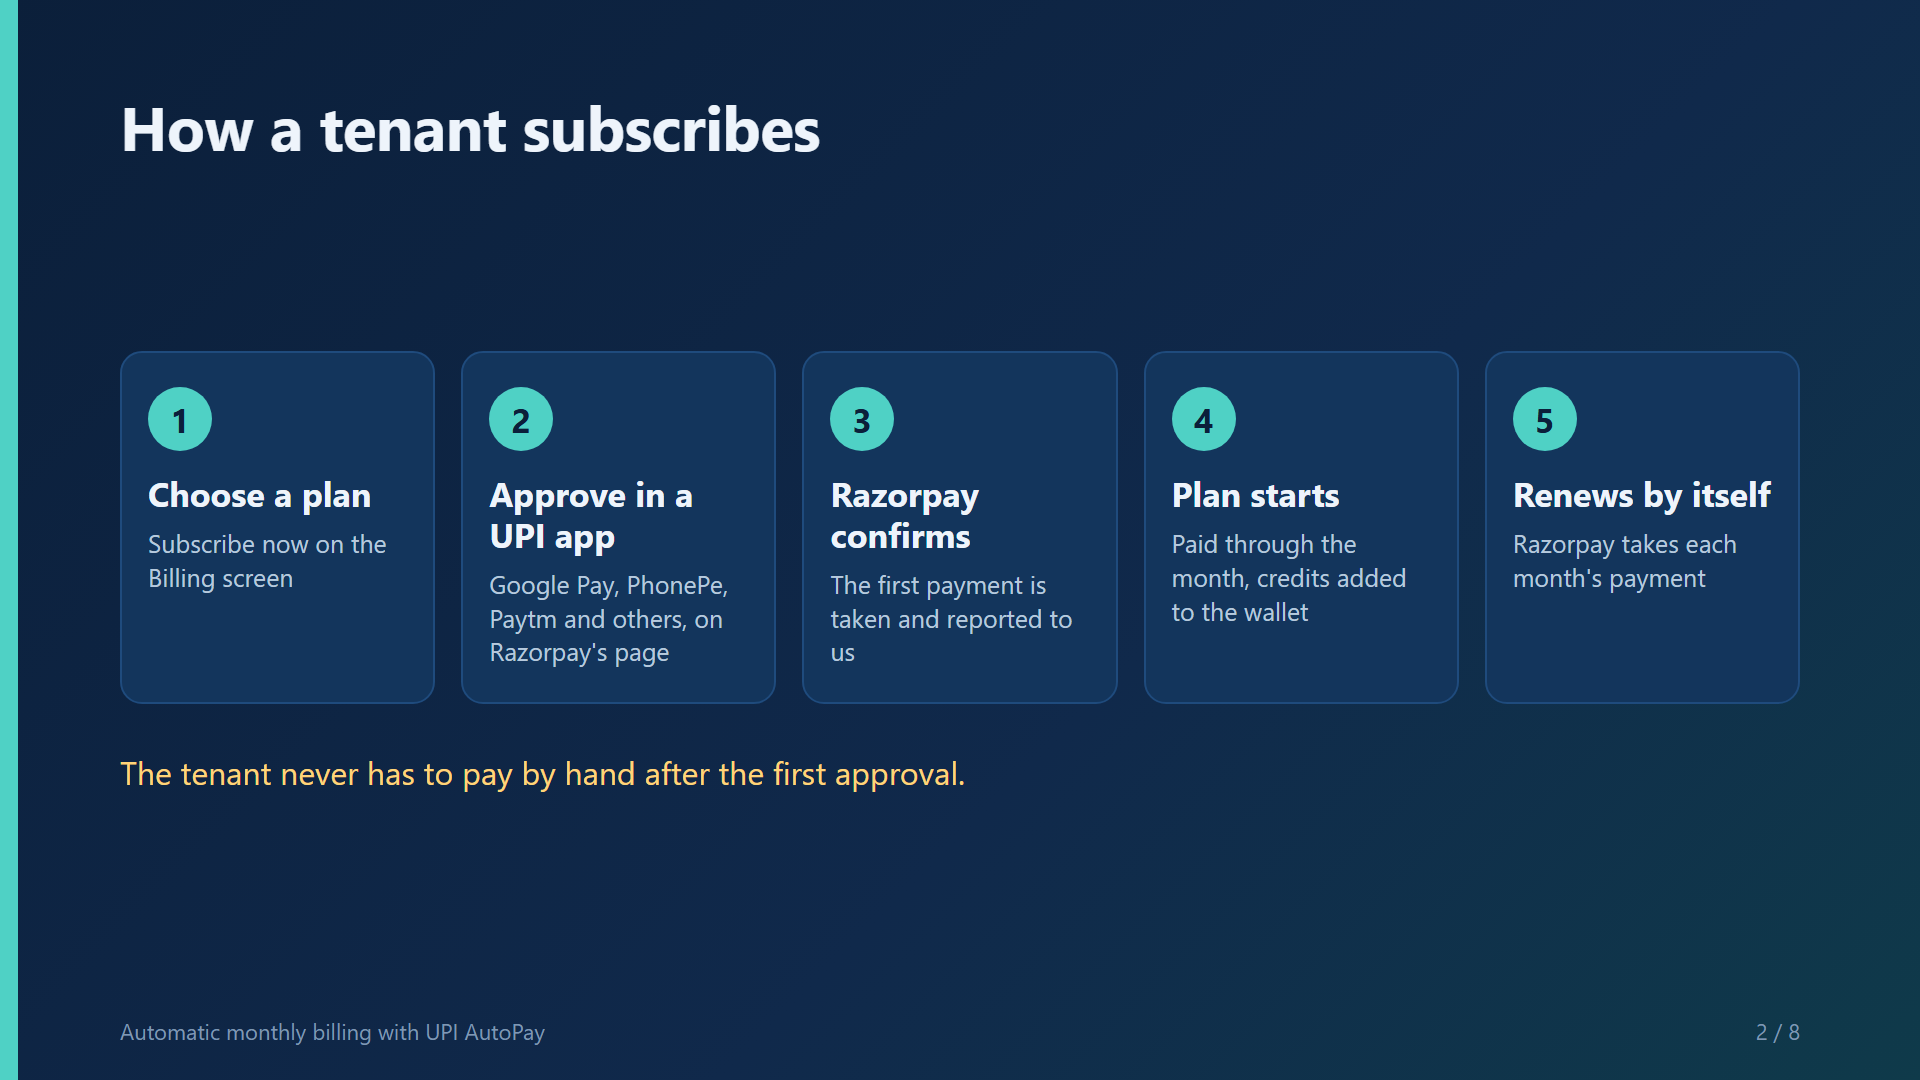 How a tenant subscribes
1
Choose a plan
Subscribe now on the
Billing screen
2
Approve in a
UPI app
Google Pay, PhonePe,
Paytm and others, on
Razorpay's page
3
Razorpay
confirms
The first payment is
taken and reported to
us
4
Plan starts
Paid through the
month, credits added
to the wallet
5
Renews by itself
Razorpay takes each
month's payment
The tenant never has to pay by hand after the first approval.
Automatic monthly billing with UPI AutoPay
2 / 8